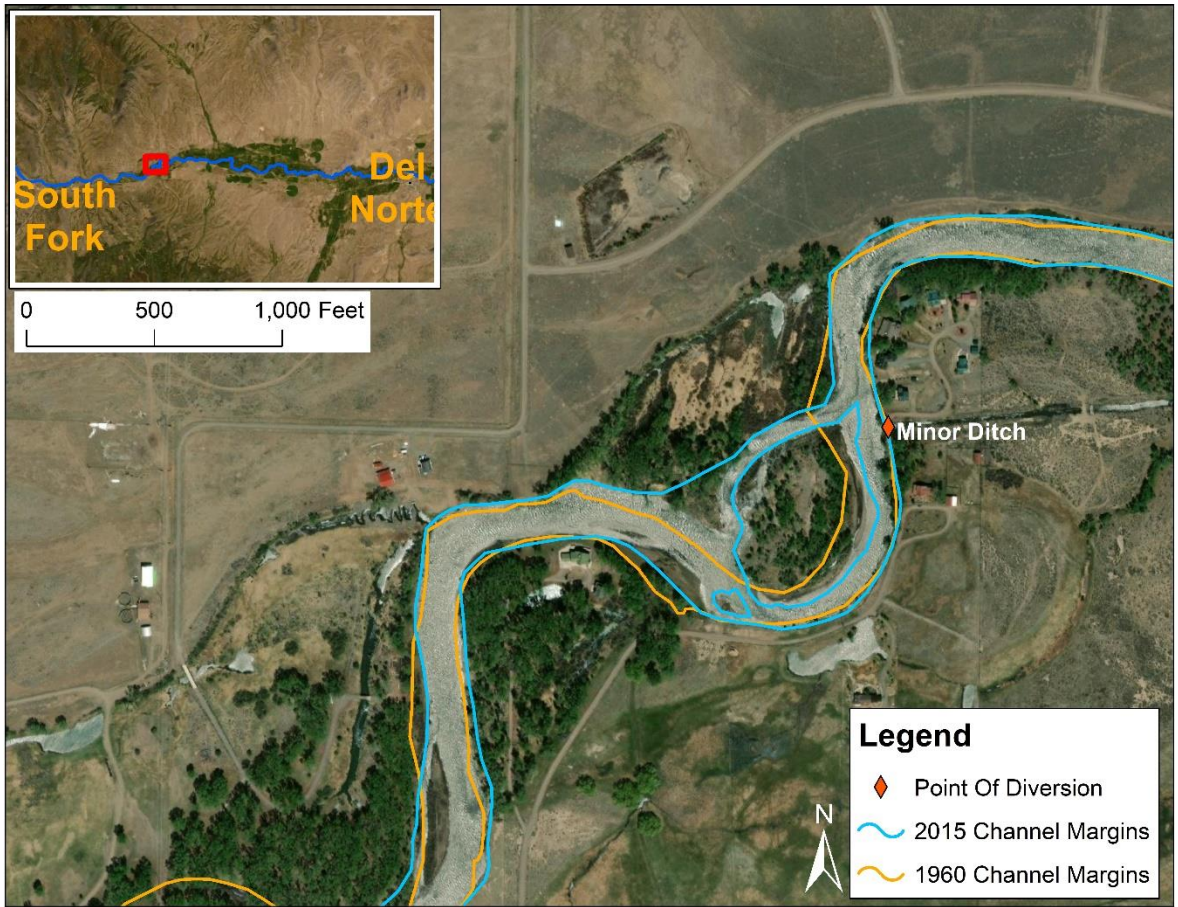 South
Fork
Del
Norte
0 500 1,000 Feet
Minor Ditch
Legend
Point Of Diversion
2015 Channel Margins
1960 Channel Margins
N